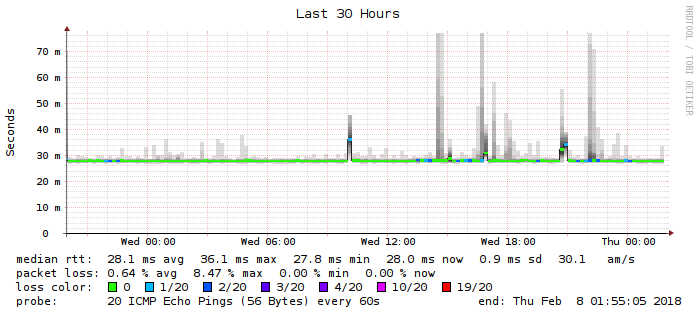 Last 30 Hours
RRDTOOL / TOBI OETIKER
Seconds
70 m
60 m
50 m
40 m
30 m
20 m
10 m
0
Wed 00:00 Wed 06:00 Wed 12:00 Wed 18:00 Thu 00:00
median rtt: 28.1 ms avg 36.1 ms max 27.8 ms min 28.0 ms now 0.9 ms sd 30.1 am/s
packet loss: 0.64 % avg 8.47 % max 0.00 % min 0.00 % now
loss color: 0 1/20 2/20 3/20 4/20 10/20 19/20
probe: 20 ICMP Echo Pings (56 Bytes) every 60s end: Thu Feb 8 01:55:05 2018